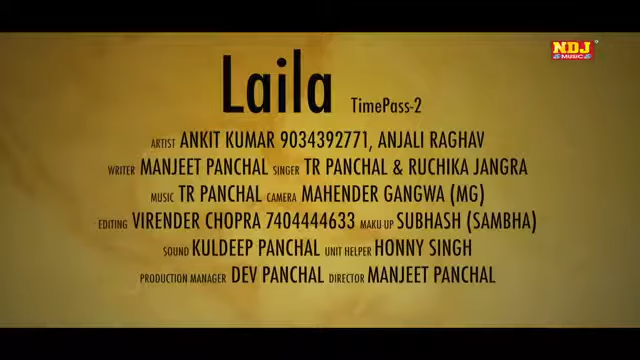 NDJ
MUSIC
Laila TimePass-2
ARTIST ANKIT KUMAR 9034392771, ANJALI RAGHAV
WRITER MANJEET PANCHAL SINGER TR PANCHAL & RUCHIKA JANGRA
MUSIC TR PANCHAL CAMERA MAHENDER GANGWA (MG)
EDITING VIRENDER CHOPRA 7404444633 MAKU UP SUBHASH (SAMBHA)
SOUND KULDEEP PANCHAL UNIT HELPER HONNY SINGH
PRODUCTION MANAGER DEV PANCHAL DIRECTOR MANJEET PANCHAL